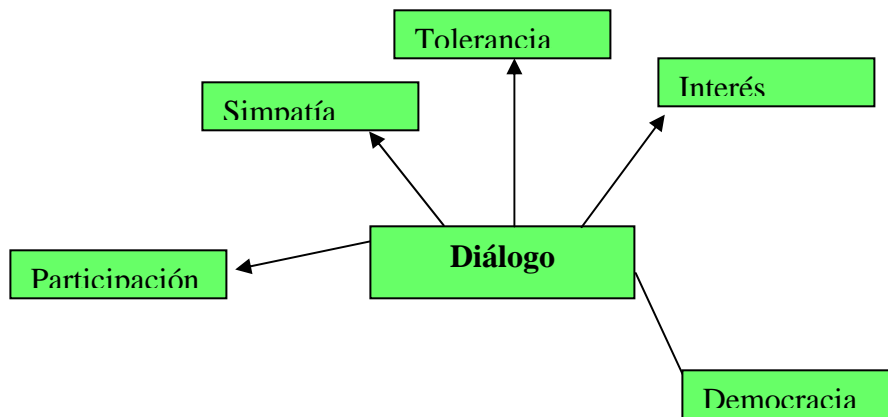 Tolerancia
Interés
Simpatía
Diálogo
Participación
Democracia